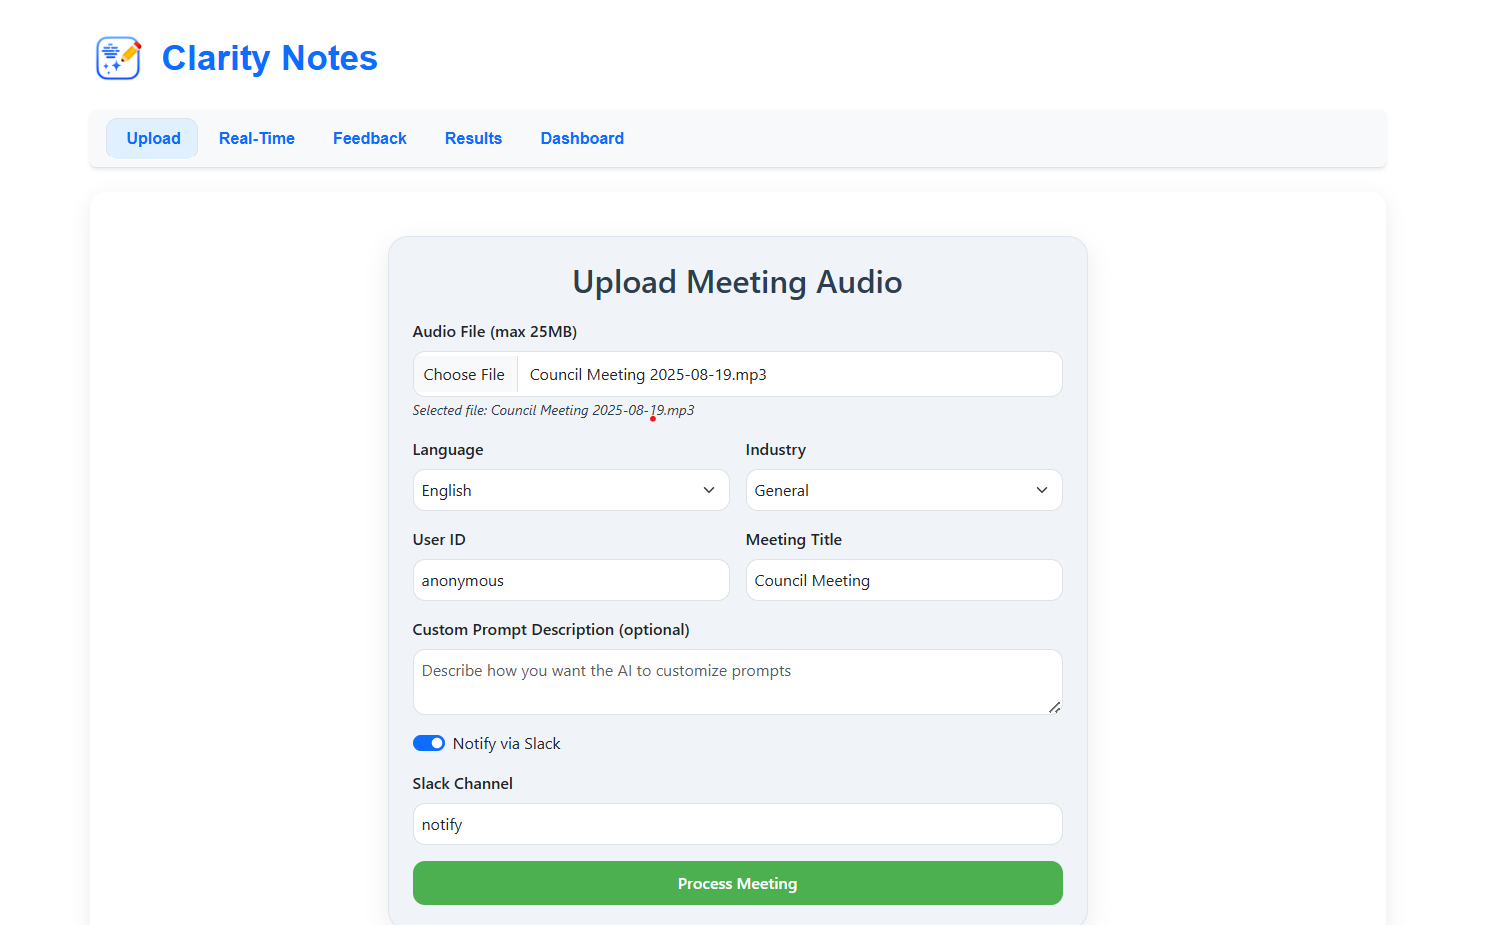 Clarity Notes
Upload Real-Time Feedback Results Dashboard
Upload Meeting Audio
Audio File (max 25MB)
Choose File Council Meeting 2025-08-19.mp3
Selected file: Council Meeting 2025-08-19.mp3
Language Industry
English General
User ID Meeting Title
anonymous Council Meeting
Custom Prompt Description (optional)
Describe how you want the AI to customize prompts
Notify via Slack
Slack Channel
notify
Process Meeting